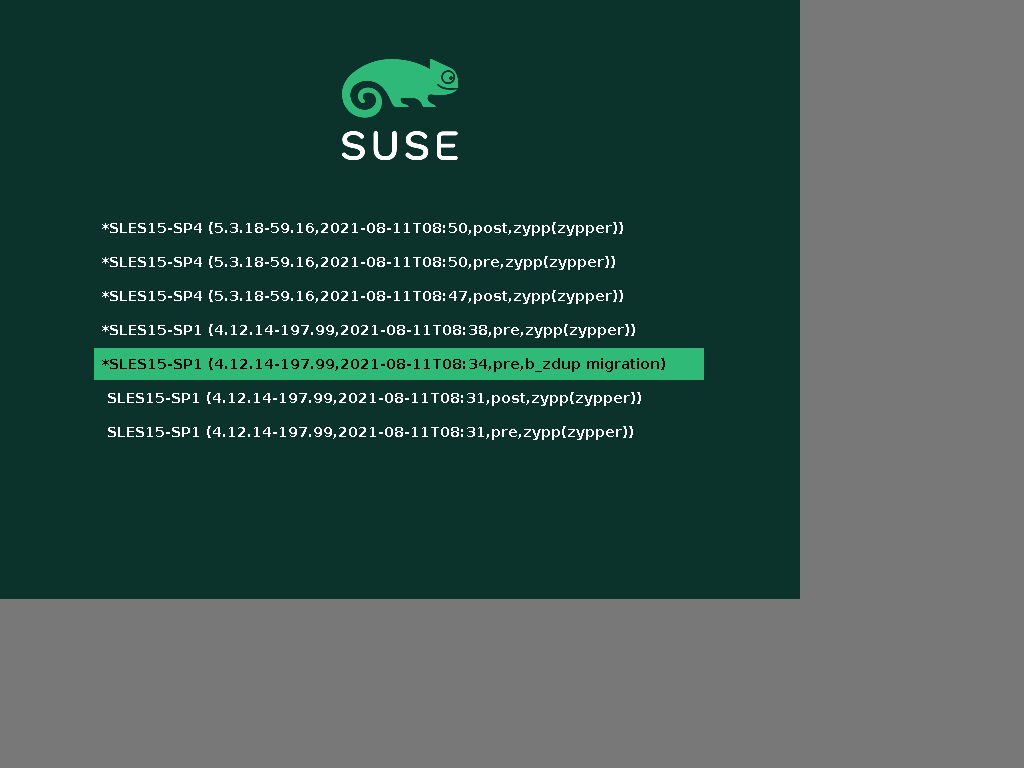 SUSE
*SLES15-SP4 (5.3.18-59.16,2021-08-11T08:50,post,zypp(zypper))
*SLES15-SP4 (5.3.18-59.16,2021-08-11T08:50,pre,zypp(zypper))
*SLES15-SP4 (5.3.18-59.16,2021-08-11T08:47,post,zypp(zypper))
*SLES15-SP1 (4.12.14-197.99,2021-08-11T08:38,pre,zypp(zypper))
*SLES15-SP1 (4.12.14-197.99,2021-08-11T08:34,pre,b_zdup migration)
SLES15-SP1 (4.12.14-197.99,2021-08-11T08:31,post,zypp(zypper))
SLES15-SP1 (4.12.14-197.99,2021-08-11T08:31,pre,zypp(zypper))